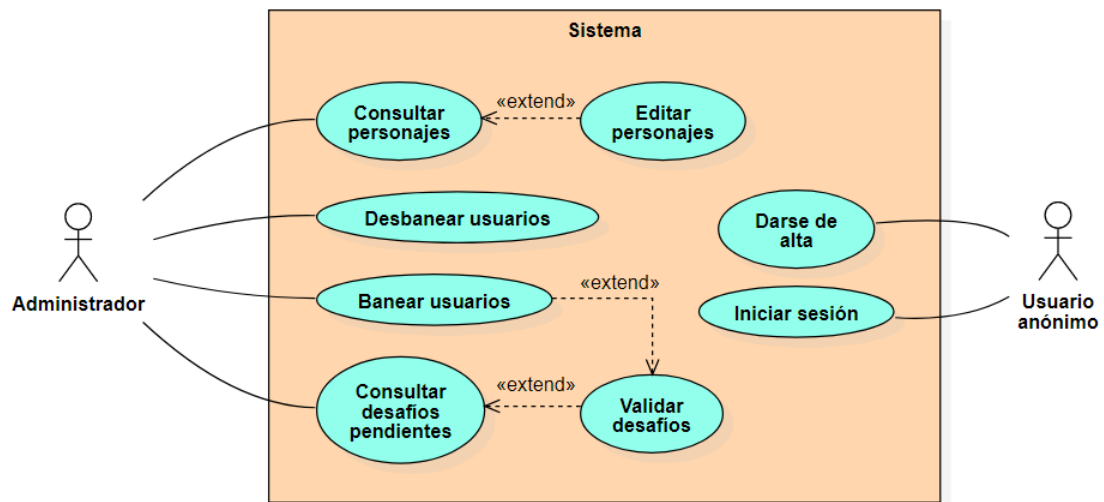 Sistema
Consultar
personajes
«extend»
Editar
personajes
Desbanear usuarios
Darse de
alta
Administrador
Banear usuarios
«extend»
Iniciar sesión
Usuario
anónimo
Consultar
desafíos
pendientes
«extend»
Validar
desafíos